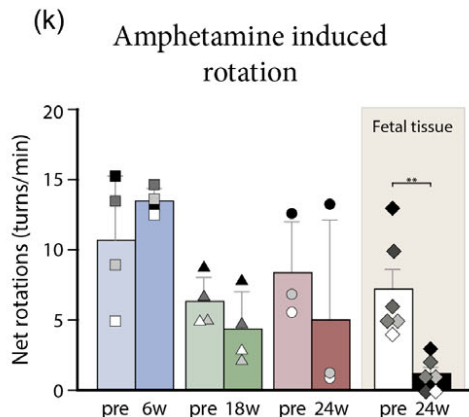 (k)
Amphetamine induced
rotation
Net rotations (turns/min)
20
15
10
5
0
Fetal tissue
**
pre 6w pre 18w pre 24w pre 24w